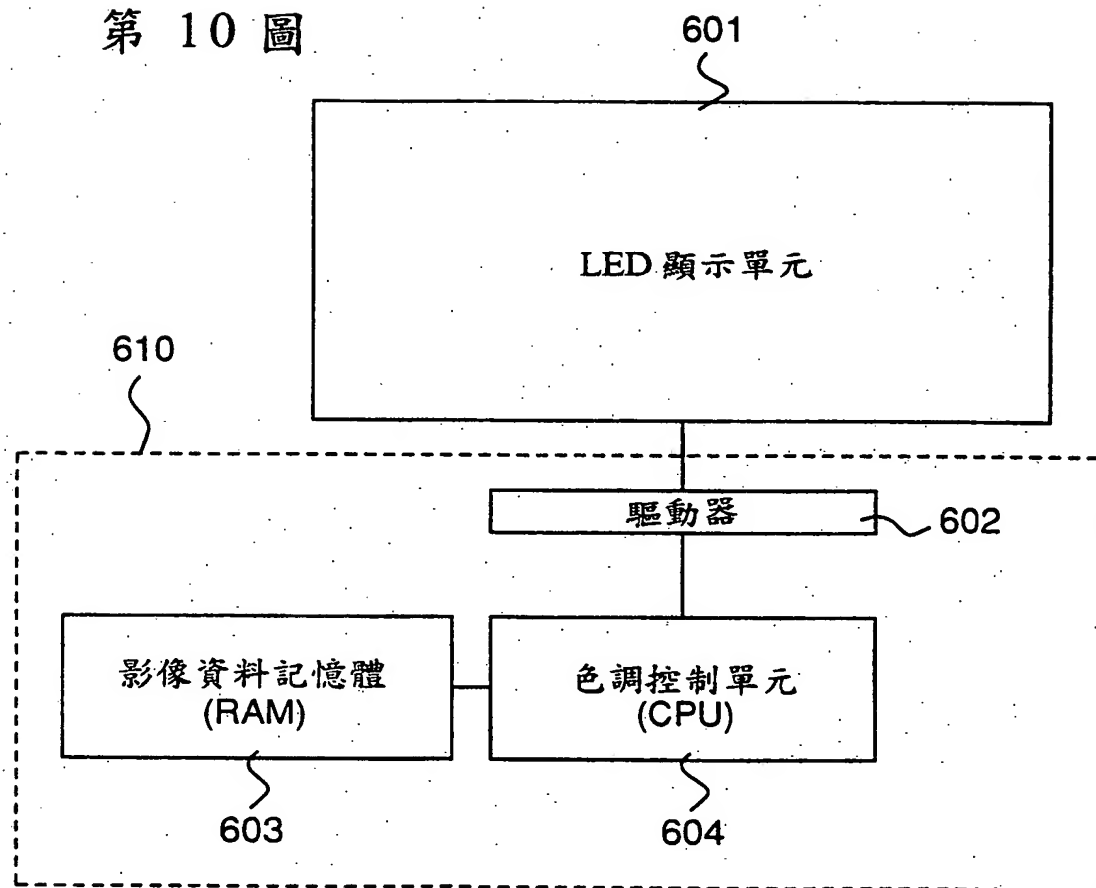 第 10 圖
601
LED 顯示單元
610
驅動器
602
影像資料記憶體
(RAM)
色調控制單元
(CPU)
603
604